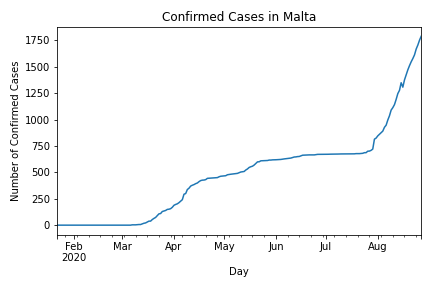 Confirmed Cases in Malta
Number of Confirmed Cases
1750
1500
1250
1000
750
500
250
0
Feb Mar Apr May Jun Jul Aug
2020
Day